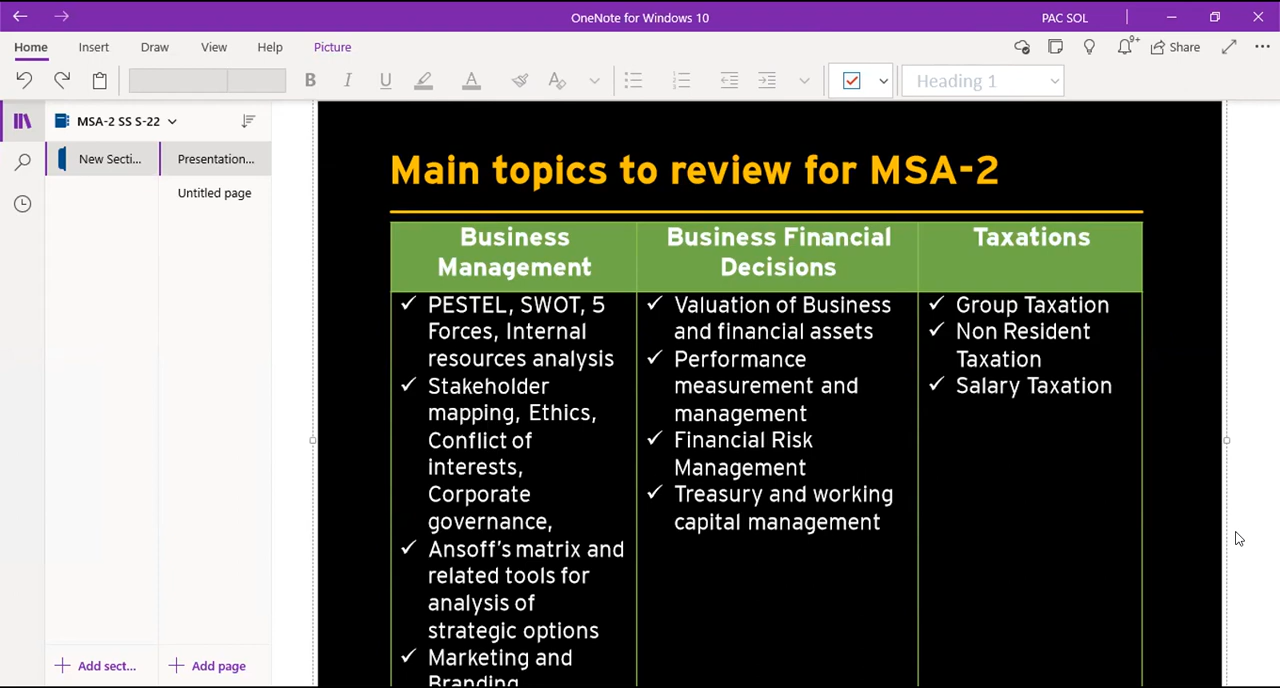 OneNote for Windows 10
PAC SOL
Home
Insert
Draw
View
Help
Picture
9+
Share
B
I
U
A
A
Heading 1
MSA-2 SS S-22
New Secti...
Presentation...
Untitled page
Add sect...
Add page
Main topics to review for MSA-2
Business
Management
✓ PESTEL, SWOT, 5
Forces, Internal
resources analysis
✓ Stakeholder
mapping, Ethics,
Conflict of
interests,
Corporate
governance,
✓ Ansoff's matrix and
related tools for
analysis of
strategic options
✓ Marketing and
Branding
Business Financial
Decisions
✓ Valuation of Business
and financial assets
✓ Performance
measurement and
management
✓ Financial Risk
Management
✓ Treasury and working
capital management
Taxations
✓ Group Taxation
✓ Non Resident
Taxation
✓ Salary Taxation